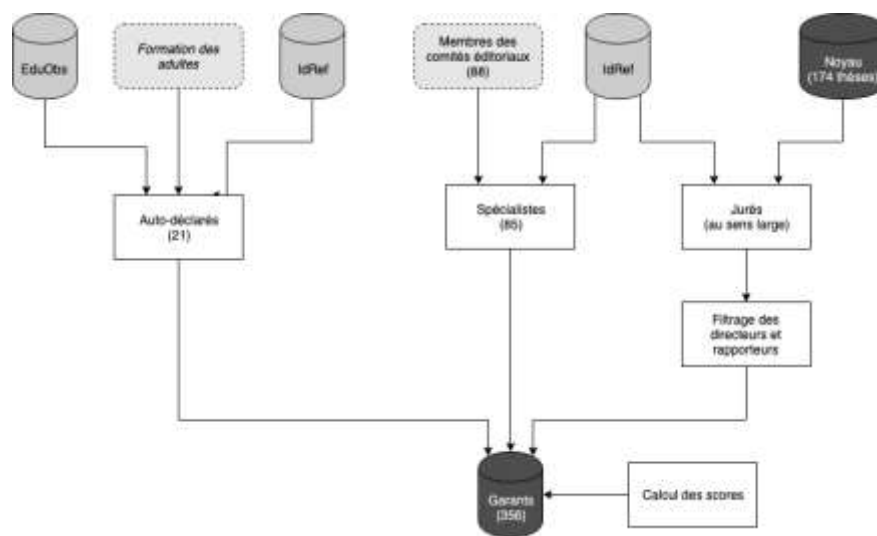 EduObs
Formation des
adultes
IdRef
Membres des
comités éditoriaux
(88)
IdRef
Noyau
(174 thèses)
Auto-déclarés
(21)
Spécialistes
(85)
Jurés
(au sens large)
Filtrage des
directeurs et
rapporteurs
Garants
(356)
Calcul des scores